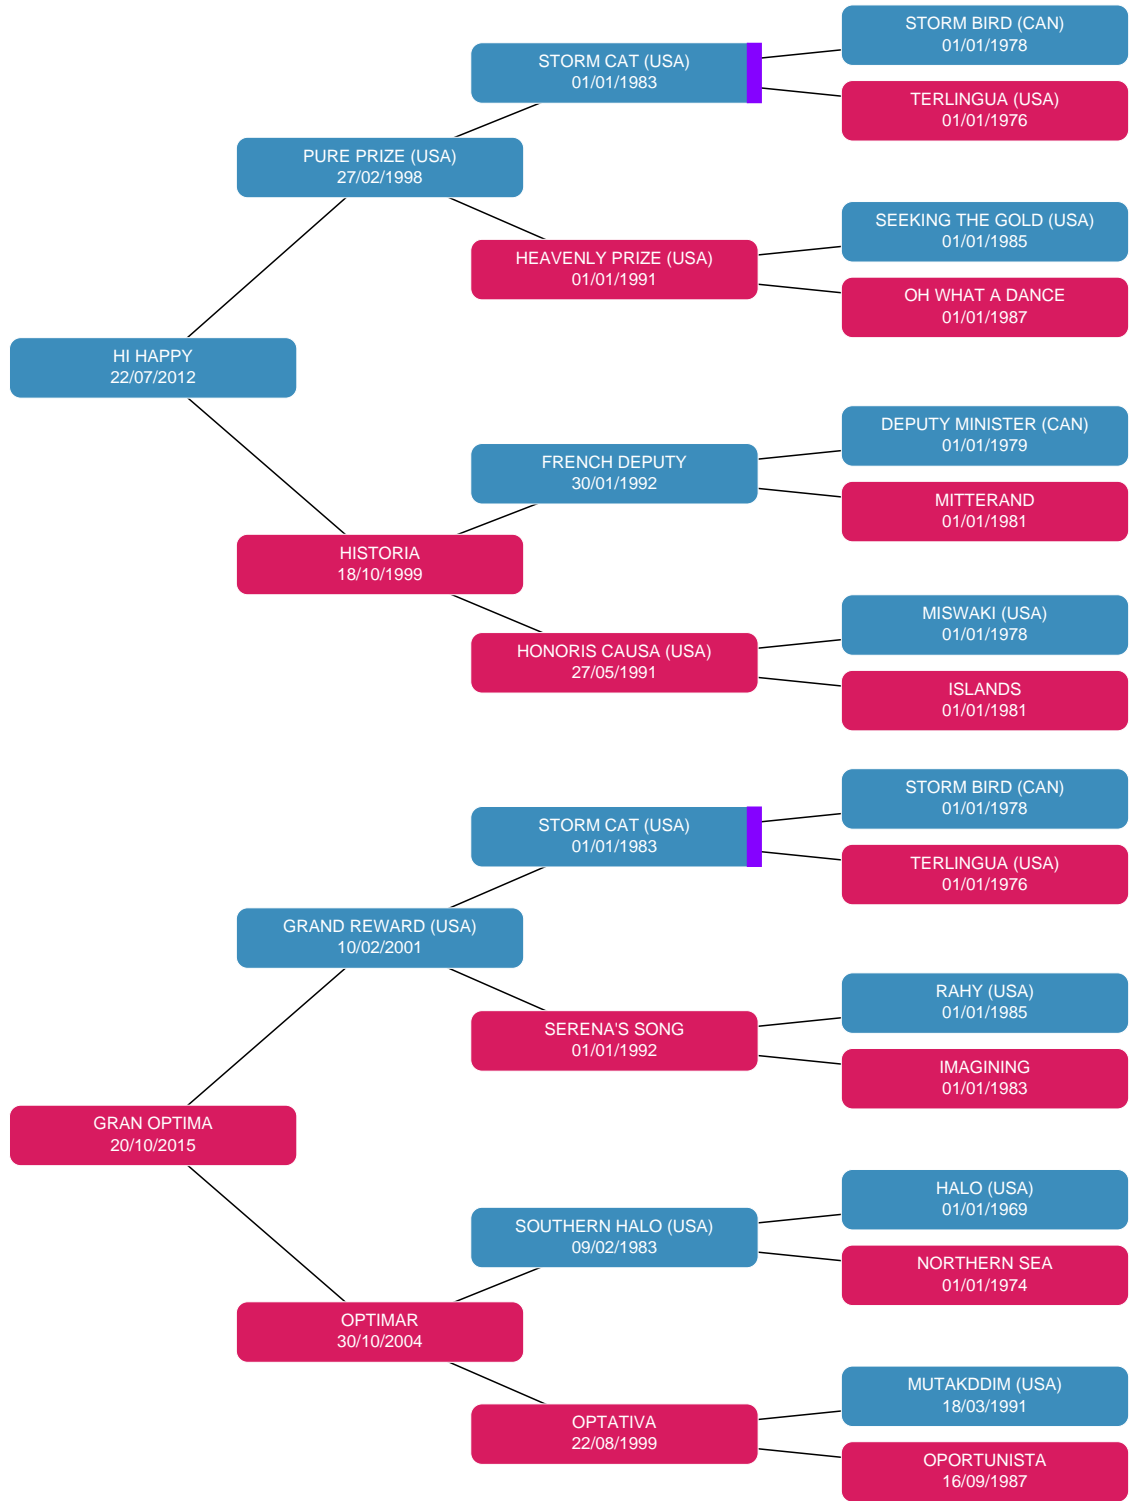 STORM BIRD (CAN)
01/01/1978
STORM CAT (USA)
01/01/1983
TERLINGUA (USA)
01/01/1976
PURE PRIZE (USA)
27/02/1998
SEEKING THE GOLD (USA)
01/01/1985
HEAVENLY PRIZE (USA)
01/01/1991
OH WHAT A DANCE
01/01/1987
HI HAPPY
22/07/2012
DEPUTY MINISTER (CAN)
01/01/1979
FRENCH DEPUTY
30/01/1992
MITTERAND
01/01/1981
HISTORIA
18/10/1999
MISWAKI (USA)
01/01/1978
HONORIS CAUSA (USA)
27/05/1991
ISLANDS
01/01/1981
STORM BIRD (CAN)
01/01/1978
STORM CAT (USA)
01/01/1983
TERLINGUA (USA)
01/01/1976
GRAND REWARD (USA)
10/02/2001
RAHY (USA)
01/01/1985
SERENA'S SONG
01/01/1992
IMAGINING
01/01/1983
GRAN OPTIMA
20/10/2015
HALO (USA)
01/01/1969
SOUTHERN HALO (USA)
09/02/1983
NORTHERN SEA
01/01/1974
OPTIMAR
30/10/2004
MUTAKDDIM (USA)
18/03/1991
OPTATIVA
22/08/1999
OPORTUNISTA
16/09/1987